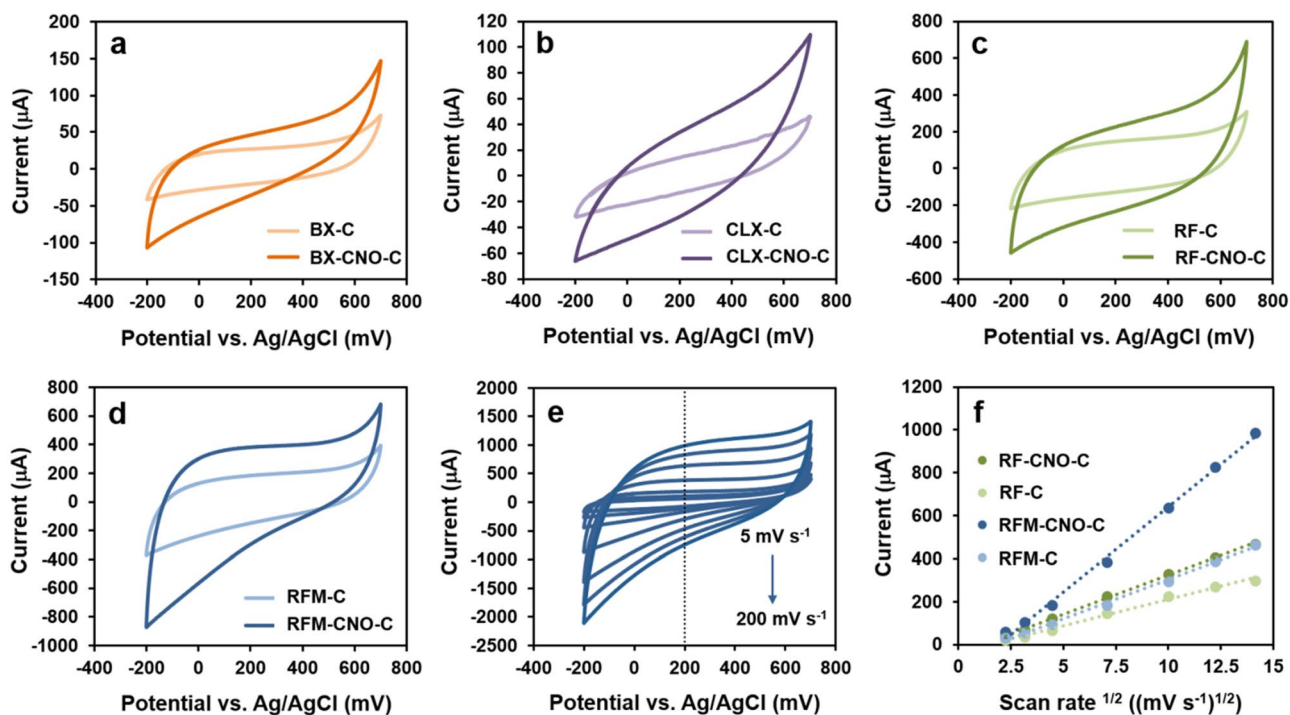 a
Current (µA)
200
150
100
50
0
-50
-100
-150
-400 -200 0 200 400 600 800
BX-C
BX-CNO-C
Potential vs. Ag/AgCl (mV)
b
Current (µA)
120
100
80
60
40
20
0
-20
-40
-60
-80
-400 -200 0 200 400 600 800
CLX-C
CLX-CNO-C
Potential vs. Ag/AgCl (mV)
c
Current (µA)
800
600
400
200
0
-200
-400
-600
-400 -200 0 200 400 600 800
RF-C
RF-CNO-C
Potential vs. Ag/AgCl (mV)
d
Current (µA)
800
600
400
200
0
-200
-400
-600
-800
-1000
-400 -200 0 200 400 600 800
RFM-C
RFM-CNO-C
Potential vs. Ag/AgCl (mV)
e
Current (µA)
2000
1500
1000
500
0
-500
-1000
-1500
-2000
-2500
-400 -200 0 200 400 600 800
5 mV s⁻¹
200 mV s⁻¹
Potential vs. Ag/AgCl (mV)
f
Current (µA)
1200
1000
800
600
400
200
0
0 2.5 5 7.5 10 12.5 15
RF-CNO-C
RF-C
RFM-CNO-C
RFM-C
Scan rate ¹ᐟ² ((mV s⁻¹)¹ᐟ²)